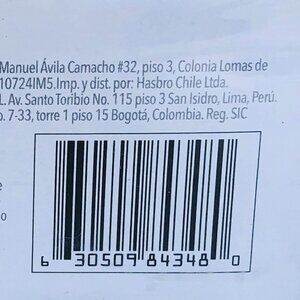 Manuel Ávila Camacho #32, piso 3, Colonia Lomas de
10724IM5.Imp. y dist. por: Hasbro Chile Ltda.
L. Av. Santo Toribio No. 115 piso 3 San Isidro, Lima, Perú.
o. 7-33, torre 1 piso 15 Bogotá, Colombia. Reg. SIC
e
o
6 30509 84348 0